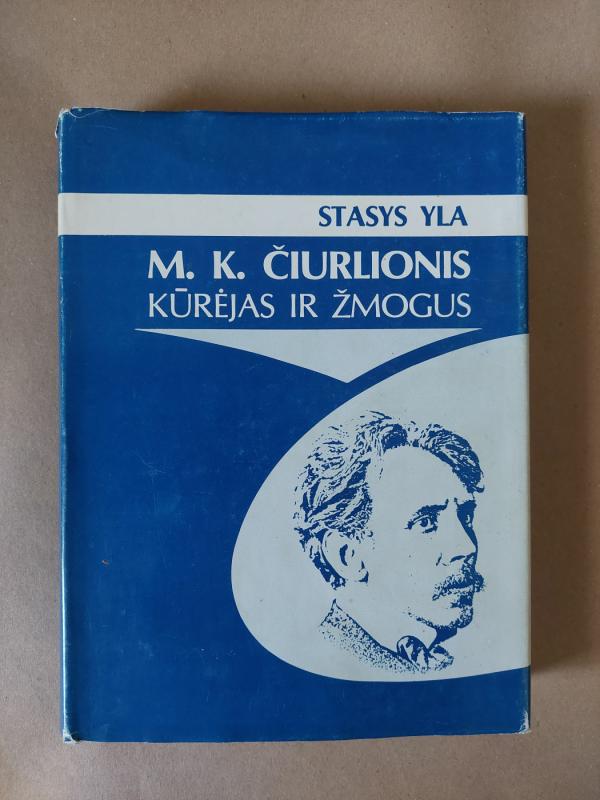 STASYS YLA
M. K. ČIURLIONIS
KŪRĖJAS IR ŽMOGUS